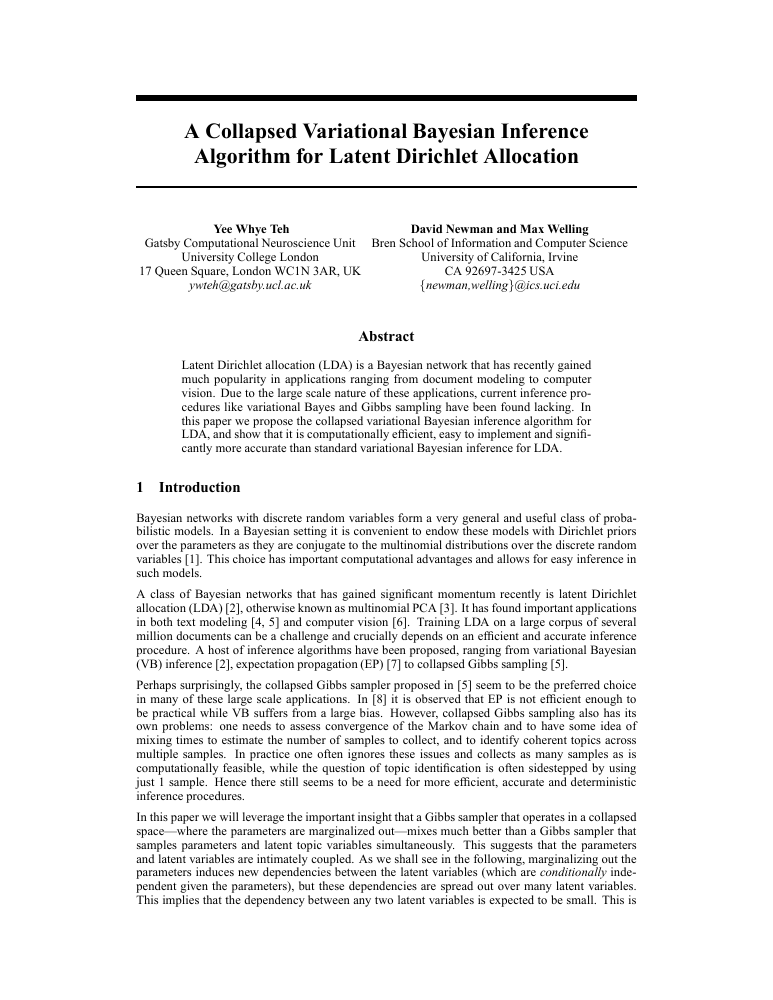 A Collapsed Variational Bayesian Inference
Algorithm for Latent Dirichlet Allocation
Yee Whye Teh
Gatsby Computational Neuroscience Unit
University College London
17 Queen Square, London WC1N 3AR, UK
ywteh@gatsby.ucl.ac.uk
David Newman and Max Welling
Bren School of Information and Computer Science
University of California, Irvine
CA 92697-3425 USA
{newman,welling}@ics.uci.edu
Abstract
Latent Dirichlet allocation (LDA) is a Bayesian network that has recently gained
much popularity in applications ranging from document modeling to computer
vision. Due to the large scale nature of these applications, current inference pro-
cedures like variational Bayes and Gibbs sampling have been found lacking. In
this paper we propose the collapsed variational Bayesian inference algorithm for
LDA, and show that it is computationally efficient, easy to implement and signifi-
cantly more accurate than standard variational Bayesian inference for LDA.
1 Introduction
Bayesian networks with discrete random variables form a very general and useful class of proba-
bilistic models. In a Bayesian setting it is convenient to endow these models with Dirichlet priors
over the parameters as they are conjugate to the multinomial distributions over the discrete random
variables [1]. This choice has important computational advantages and allows for easy inference in
such models.
A class of Bayesian networks that has gained significant momentum recently is latent Dirichlet
allocation (LDA) [2], otherwise known as multinomial PCA [3]. It has found important applications
in both text modeling [4, 5] and computer vision [6]. Training LDA on a large corpus of several
million documents can be a challenge and crucially depends on an efficient and accurate inference
procedure. A host of inference algorithms have been proposed, ranging from variational Bayesian
(VB) inference [2], expectation propagation (EP) [7] to collapsed Gibbs sampling [5].
Perhaps surprisingly, the collapsed Gibbs sampler proposed in [5] seem to be the preferred choice
in many of these large scale applications. In [8] it is observed that EP is not efficient enough to
be practical while VB suffers from a large bias. However, collapsed Gibbs sampling also has its
own problems: one needs to assess convergence of the Markov chain and to have some idea of
mixing times to estimate the number of samples to collect, and to identify coherent topics across
multiple samples. In practice one often ignores these issues and collects as many samples as is
computationally feasible, while the question of topic identification is often sidestepped by using
just 1 sample. Hence there still seems to be a need for more efficient, accurate and deterministic
inference procedures.
In this paper we will leverage the important insight that a Gibbs sampler that operates in a collapsed
space—where the parameters are marginalized out—mixes much better than a Gibbs sampler that
samples parameters and latent topic variables simultaneously. This suggests that the parameters
and latent variables are intimately coupled. As we shall see in the following, marginalizing out the
parameters induces new dependencies between the latent variables (which are conditionally inde-
pendent given the parameters), but these dependencies are spread out over many latent variables.
This implies that the dependency between any two latent variables is expected to be small. This is